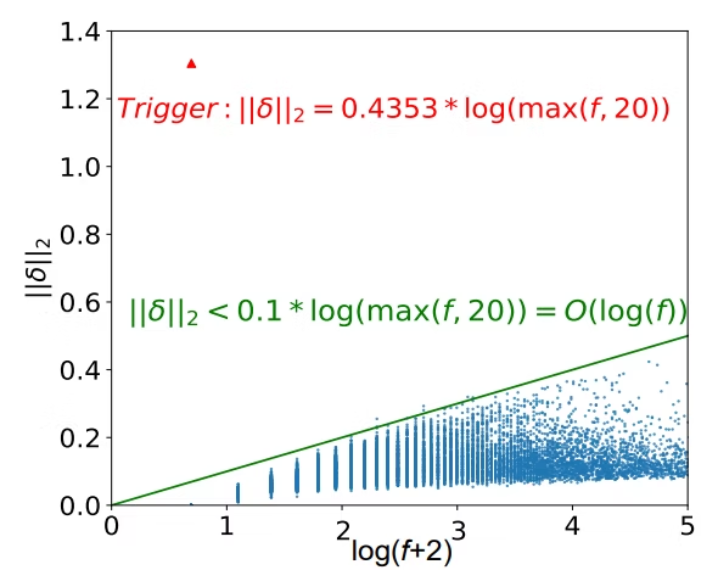 1.4
1.2
1.0
0.8
0.6
0.4
0.2
0.0
||δ||₂
Trigger: ||δ||₂ = 0.4353 * log(max(f, 20))
||δ||₂ < 0.1 * log(max(f, 20)) = O(log(f))
0 1 2 3 4 5
log(f+2)